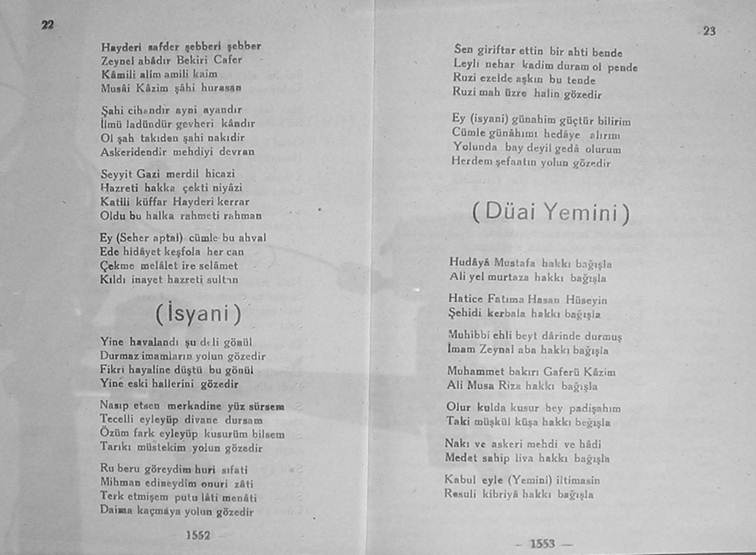 22
Hayderi safder şebberi şebber
Zeynel abâdır Bekiri Cafer
Kâmili alim amili kaim
Musâi Kâzim şâhi hurasan
Şahi cihandır ayni ayandır
İlmü ladündür gevheri kândır
Ol şah takıdan şahi nakıdir
Askeridendir mehdiyi devran
Seyyit Gazi merdil hicazi
Hazreti hakka çekti niyâzi
Katili küffar Hayderi kerrar
Oldu bu halka rahmeti rahman
Ey (Seher aptal) cümle bu ahval
Ede hidâyet keşfola her can
Çekme melâlet ire selâmet
Kıldı inayet hazreti sultan
(İsyani)
Yine havalandı şu deli gönül
Durmaz imamların yolun gözedir
Fikri hayaline düştü bu gönül
Yine eski hallerini gözedir
Nasıp etsen merkadine yüz sürsem
Tecelli eyleyüp divane dursam
Özüm fark eyleyüp kusurüm bilsem
Tarıkı müstekim yolun gözedir
Ru beru göreydim huri sıfati
Mihman edineydim onuri zâti
Terk etmişem putu lâti menâti
Daima kaçmaya yolun gözedir
1552
23
Sen giriftar ettin bir ahti bende
Leyli nehar kadim duram ol pende
Ruzi ezelde aşkın bu tende
Ruzi mah üzre halin gözedir
Ey (isyani) günahim güçtür bilirim
Cümle günâhımı hedâye alırım
Yolunda bay deyil gedâ olurum
Herdem şefaatın yolun gözedir
(Düai Yemini)
Hudâyâ Mustafa hakkı bağışla
Ali yel murtaza hakkı bağışla
Hatice Fatıma Hasan Hüseyin
Şehidi kerbala hakkı bağışla
Muhibbi ehli beyt dârinde durmuş
İmam Zeynal aba hakkı bağışla
Muhammet bakırı Gaferü Kâzim
Ali Musa Riza hakkı bağışla
Olur kulda kusur hey padişahım
Taki müşkül küşa hakkı beğışla
Nakı ve askeri mehdi ve hâdi
Medet sahip liva hakkı bağışla
Kabul eyle (Yemini) iltimasin
Resuli kibriyâ hakkı bağışla
— 1553 —